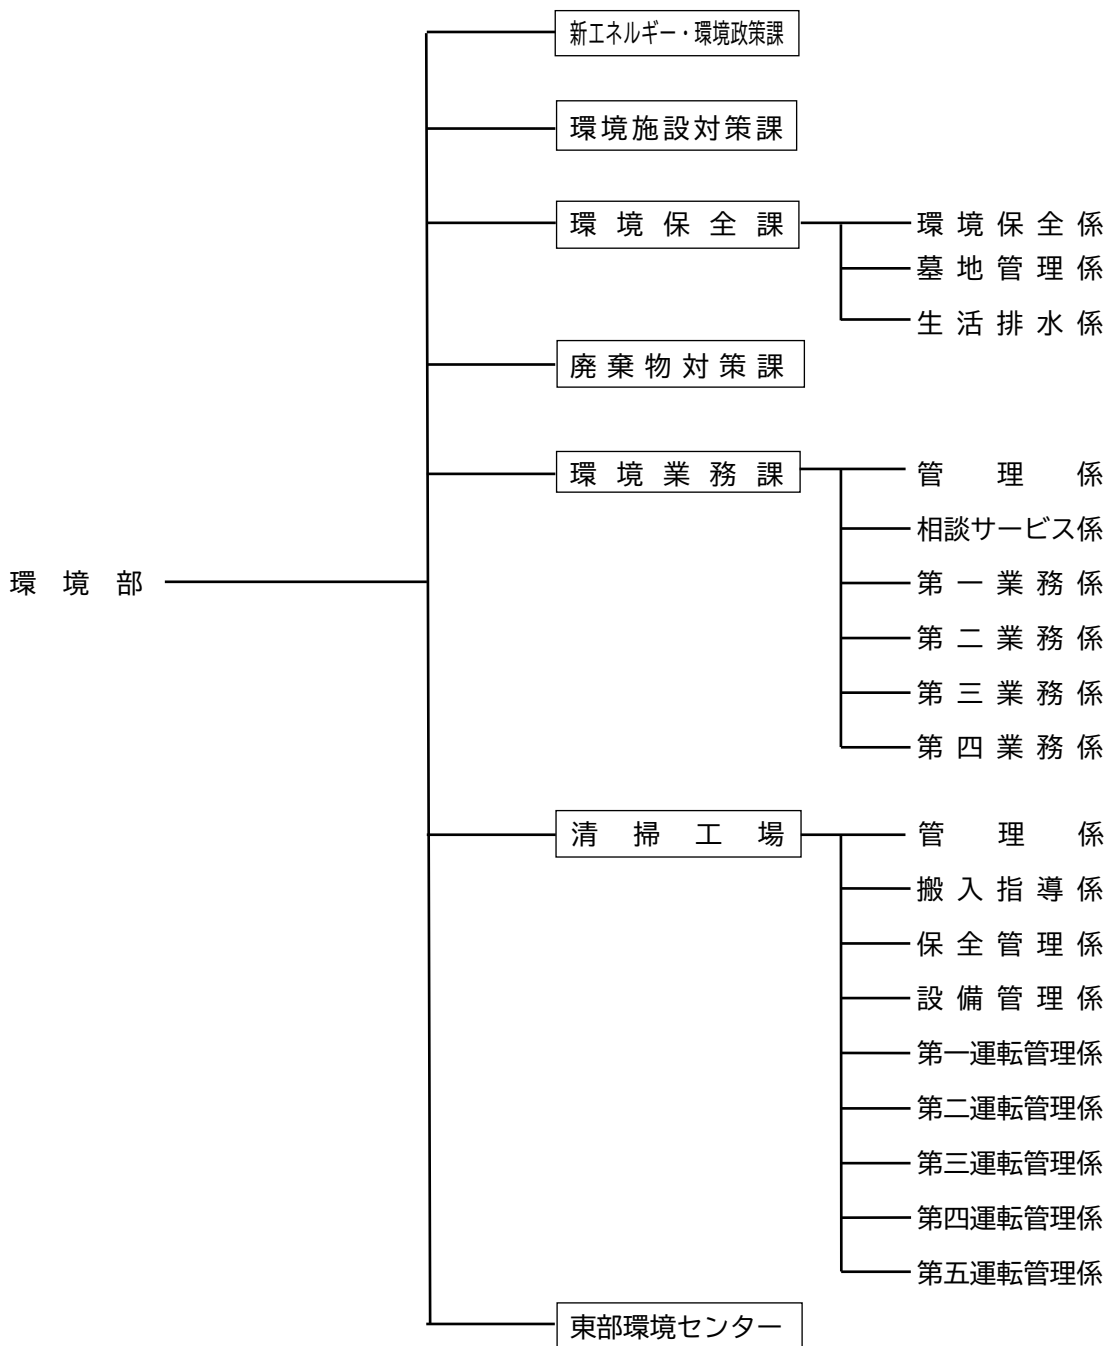 新エネルギー・環境政策課
環境施設対策課
環境保全課
環境保全係
墓地管理係
生活排水係
廃棄物対策課
環境業務課
管理係
相談サービス係
第一業務係
環境部
第二業務係
第三業務係
第四業務係
清掃工場
管理係
搬入指導係
保全管理係
設備管理係
第一運転管理係
第二運転管理係
第三運転管理係
第四運転管理係
第五運転管理係
東部環境センター